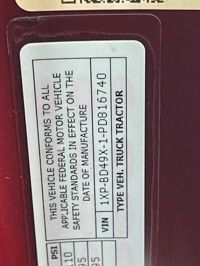 THIS VEHICLE CONFORMS TO ALL
APPLICABLE FEDERAL MOTOR VEHICLE
SAFETY STANDARDS IN EFFECT ON THE
DATE OF MANUFACTURE
VIN 1XP-BD49X-1-PD816740
TYPE VEH. TRUCK TRACTOR
PSI